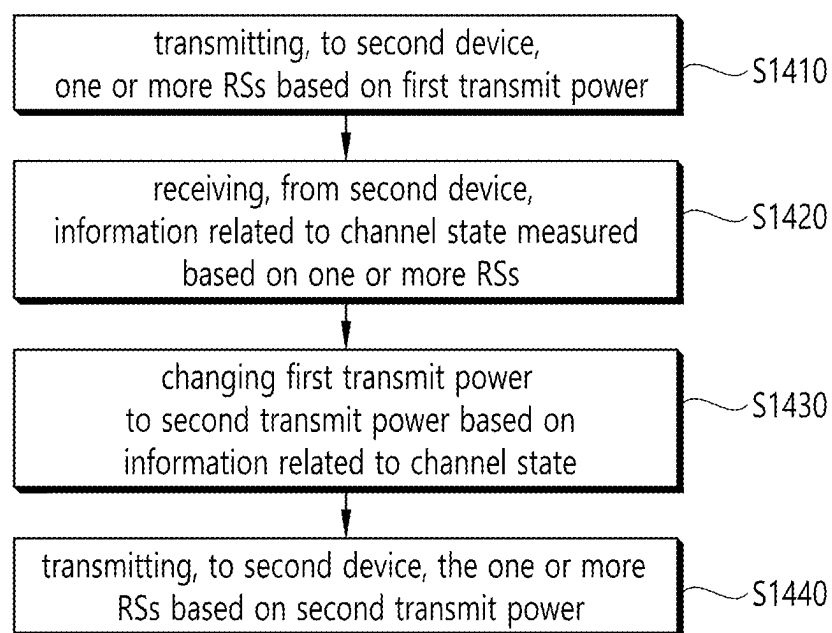 transmitting, to second device,
one or more RSs based on first transmit power
S1410
receiving, from second device,
information related to channel state measured
based on one or more RSs
S1420
changing first transmit power
to second transmit power based on
information related to channel state
S1430
transmitting, to second device, the one or more
RSs based on second transmit power
S1440